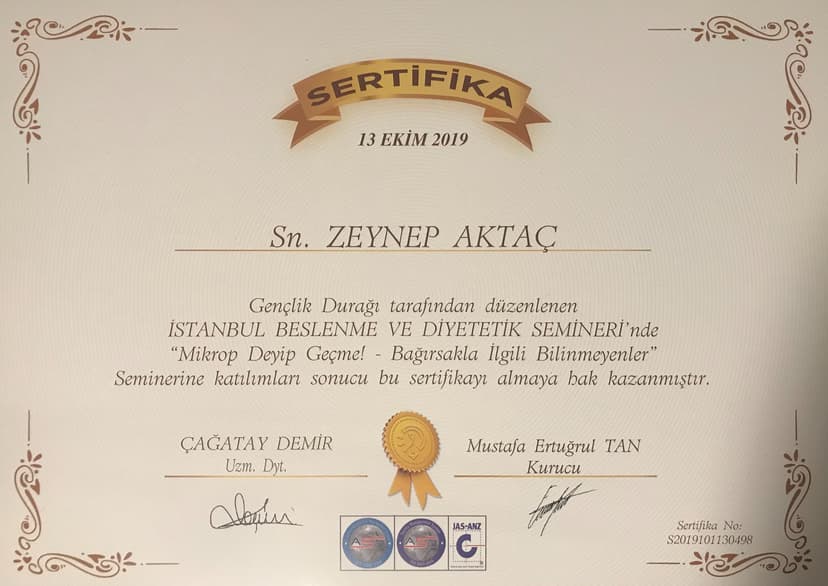 SERTİFİKA
13 EKİM 2019
Sn. ZEYNEP AKTAÇ
Gençlik Durağı tarafından düzenlenen
İSTANBUL BESLENME VE DİYETETİK SEMİNERİ’nde
“Mikrop Deyip Geçme! - Bağırsakla İlgili Bilinmeyenler”
Seminerine katılımları sonucu bu sertifikayı almaya hak kazanmıştır.
ÇAĞATAY DEMİR
Uzm. Dyt.
Mustafa Ertuğrul TAN
Kurucu
JAS-ANZ
Sertifika No:
S2019101130498